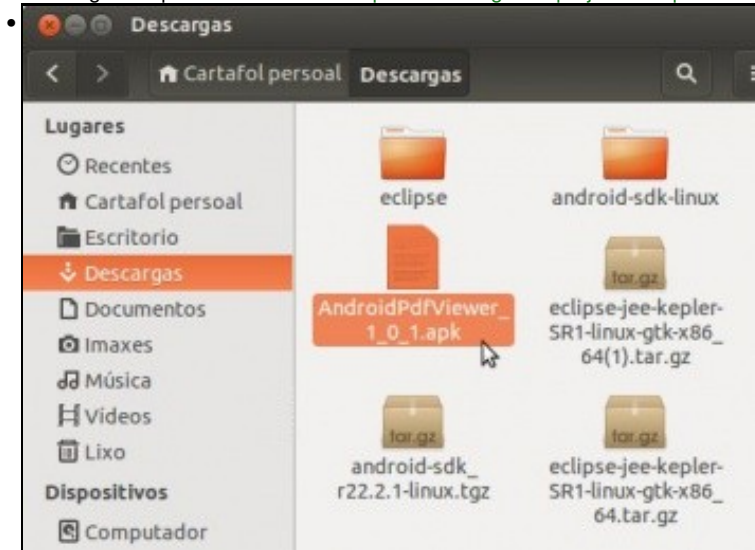 Descargas
Cartafol persoal Descargas
Lugares
Recentes
Cartafol persoal
Escritorio
Descargas
Documentos
Imaxes
Música
Vídeos
Lixo
Dispositivos
Computador
eclipse
android-sdk-linux
AndroidPdfViewer_
1_0_1.apk
tar.gz
eclipse-jee-kepler-
SR1-linux-gtk-x86_
64(1).tar.gz
tar.gz
android-sdk_
r22.2.1-linux.tgz
tar.gz
eclipse-jee-kepler-
SR1-linux-gtk-x86_
64.tar.gz